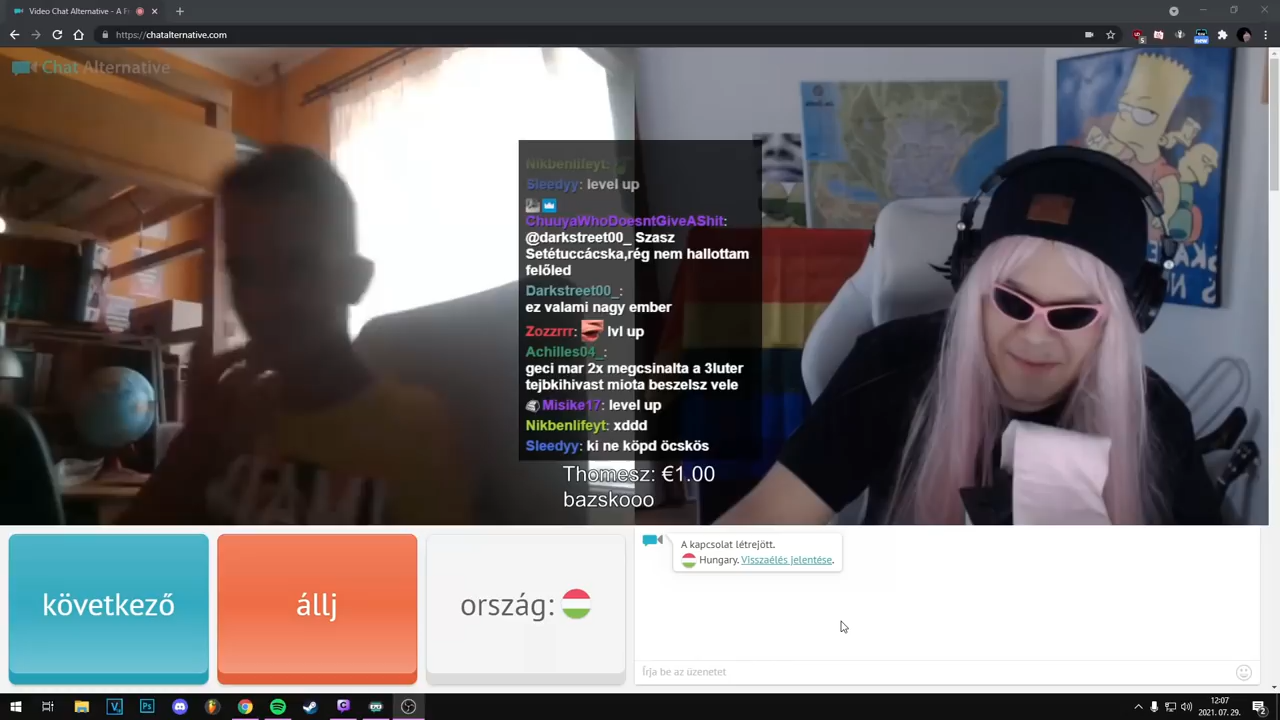 Video Chat Alternative - A Fr
https://chatalternative.com
Chat Alternative
Nikbenlifeyt:
Sleedyy: level up
ChuuyaWhoDoesntGiveAShit:
@darkstreet00_ Szasz
Setétuccácska,rég nem hallottam
felőled
Darkstreet00_:
ez valami nagy ember
Zozzrrr: lvl up
Achilles04_:
geci mar 2x megcsinalta a 3luter
tejbkihivast miota beszelsz vele
Misike17: level up
Nikbenlifeyt: xddd
Sleedyy: ki ne köpd öcskös
Thomesz: €1.00
bazskooo
következő
állj
ország:
A kapcsolat létrejött.
Hungary. Visszaélés jelentése.
Írja be az üzenetet
12:07
2021. 07. 29.